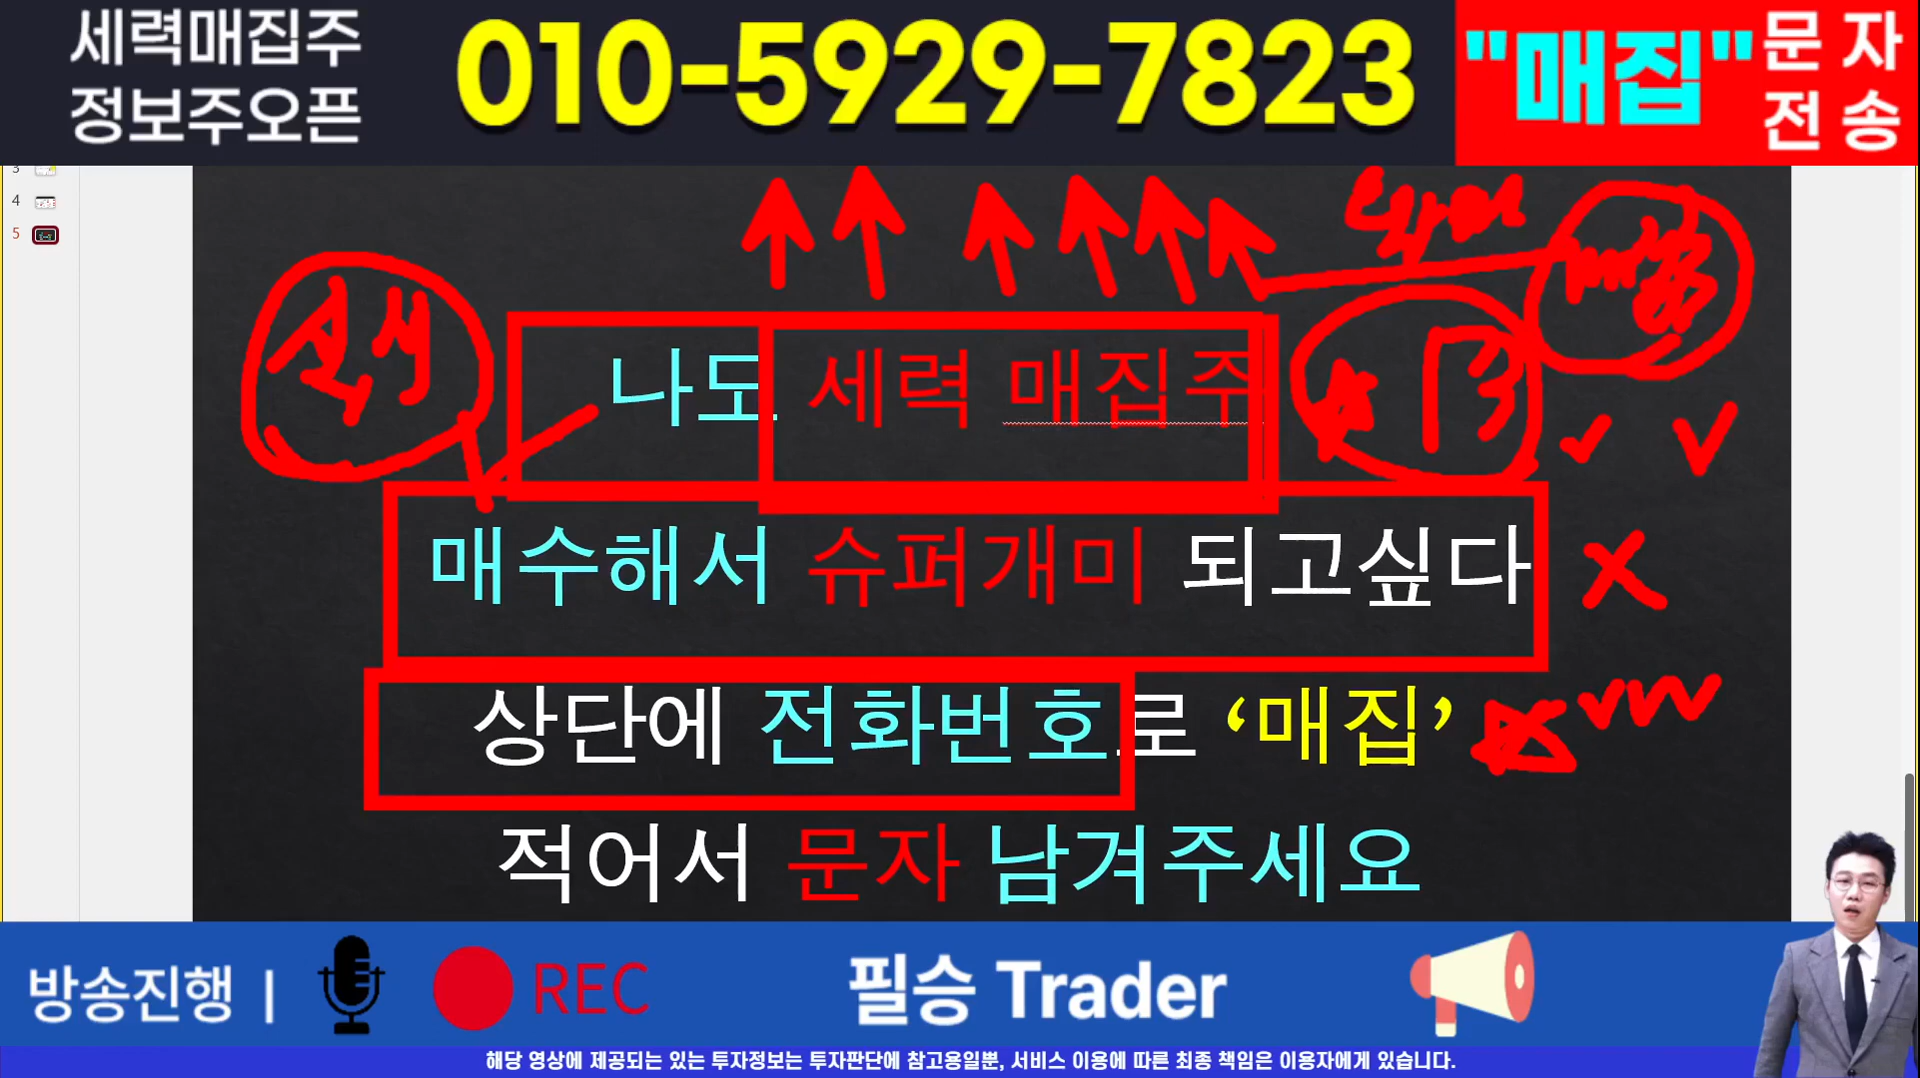 세력매집주
정보주오픈
010-5929-7823
"매집"
문자
전송
3
4
5
나도 세력 매집주
매수해서 슈퍼개미 되고싶다
상단에 전화번호로 ‘매집’
적어서 문자 남겨주세요
방송진행 |
REC
필승 Trader
해당 영상에 제공되는 있는 투자정보는 투자판단에 참고용일뿐, 서비스 이용에 따른 최종 책임은 이용자에게 있습니다.